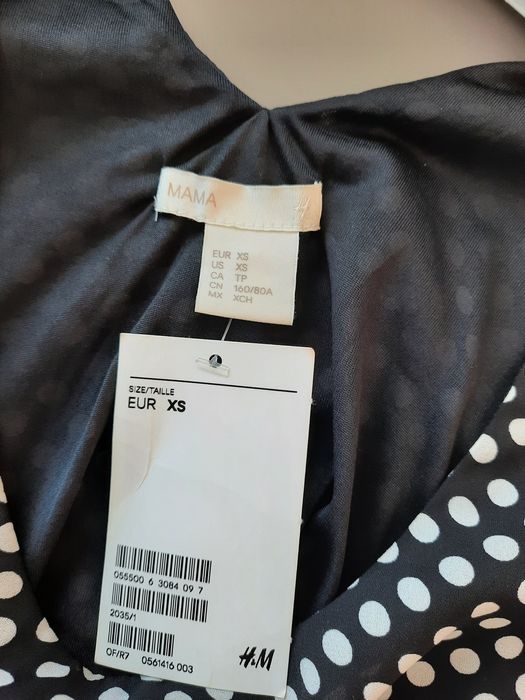 MAMA
H&M
EUR XS
US XS
CA TP
CN 160/80A
MX XCH
SIZE/TAILLE
EUR XS
055500 6 3084 09 7
2035/1
OF/R7 0561416 003
H&M